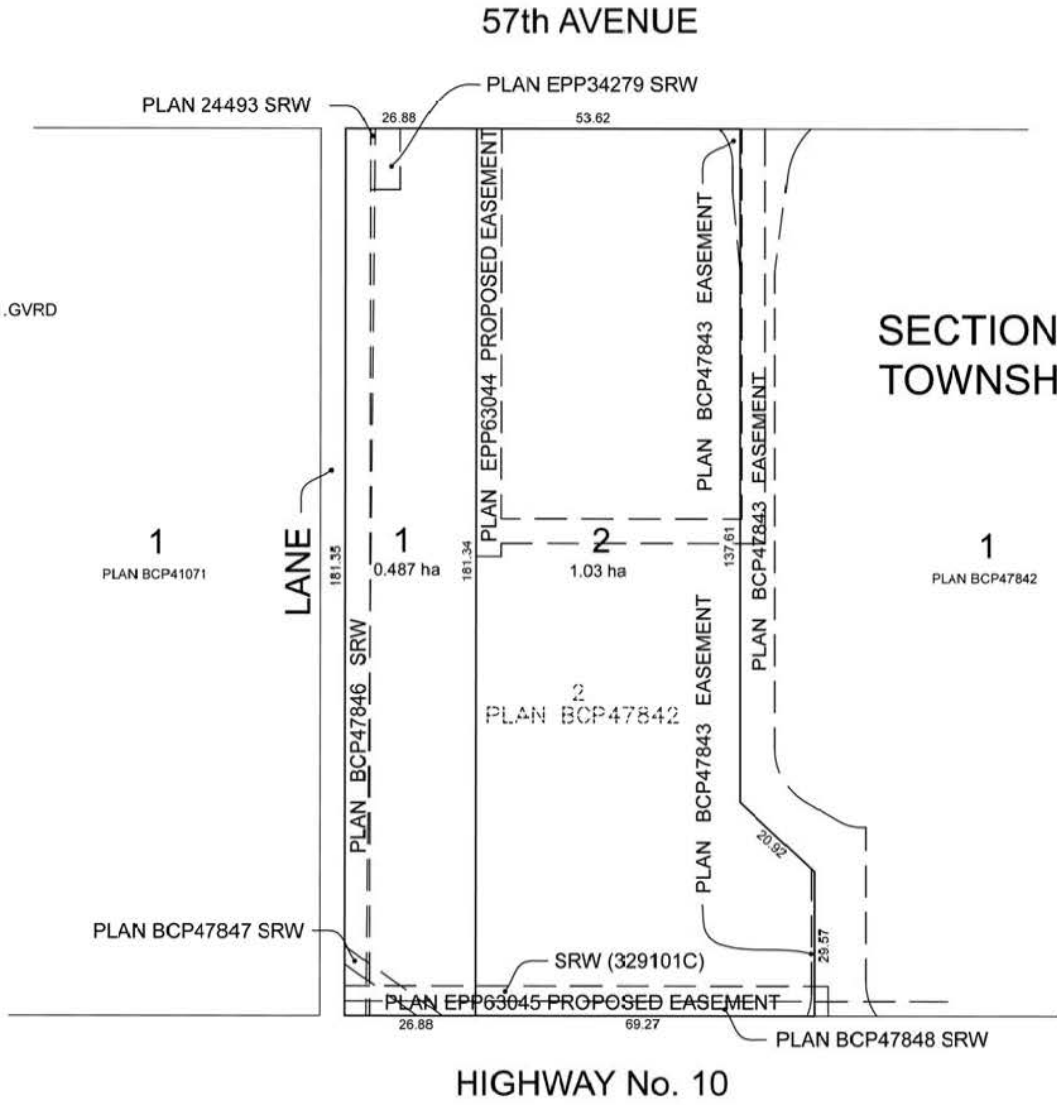 57th AVENUE
PLAN EPP34279 SRW
PLAN 24493 SRW
26.88
53.62
PLAN EPP63044 PROPOSED EASEMENT
PLAN BCP47843 EASEMENT
.GVRD
SECTION
TOWNSH
PLAN BCP47843 EASEMENT
1
PLAN BCP41071
LANE
181.35
1
0.487 ha
181.34
2
1.03 ha
137.61
1
PLAN BCP47842
PLAN BCP47846 SRW
2
PLAN BCP47842
PLAN BCP47843 EASEMENT
20.92
PLAN BCP47847 SRW
29.57
SRW (329101C)
PLAN EPP63045 PROPOSED EASEMENT
26.88
69.27
PLAN BCP47848 SRW
HIGHWAY No. 10